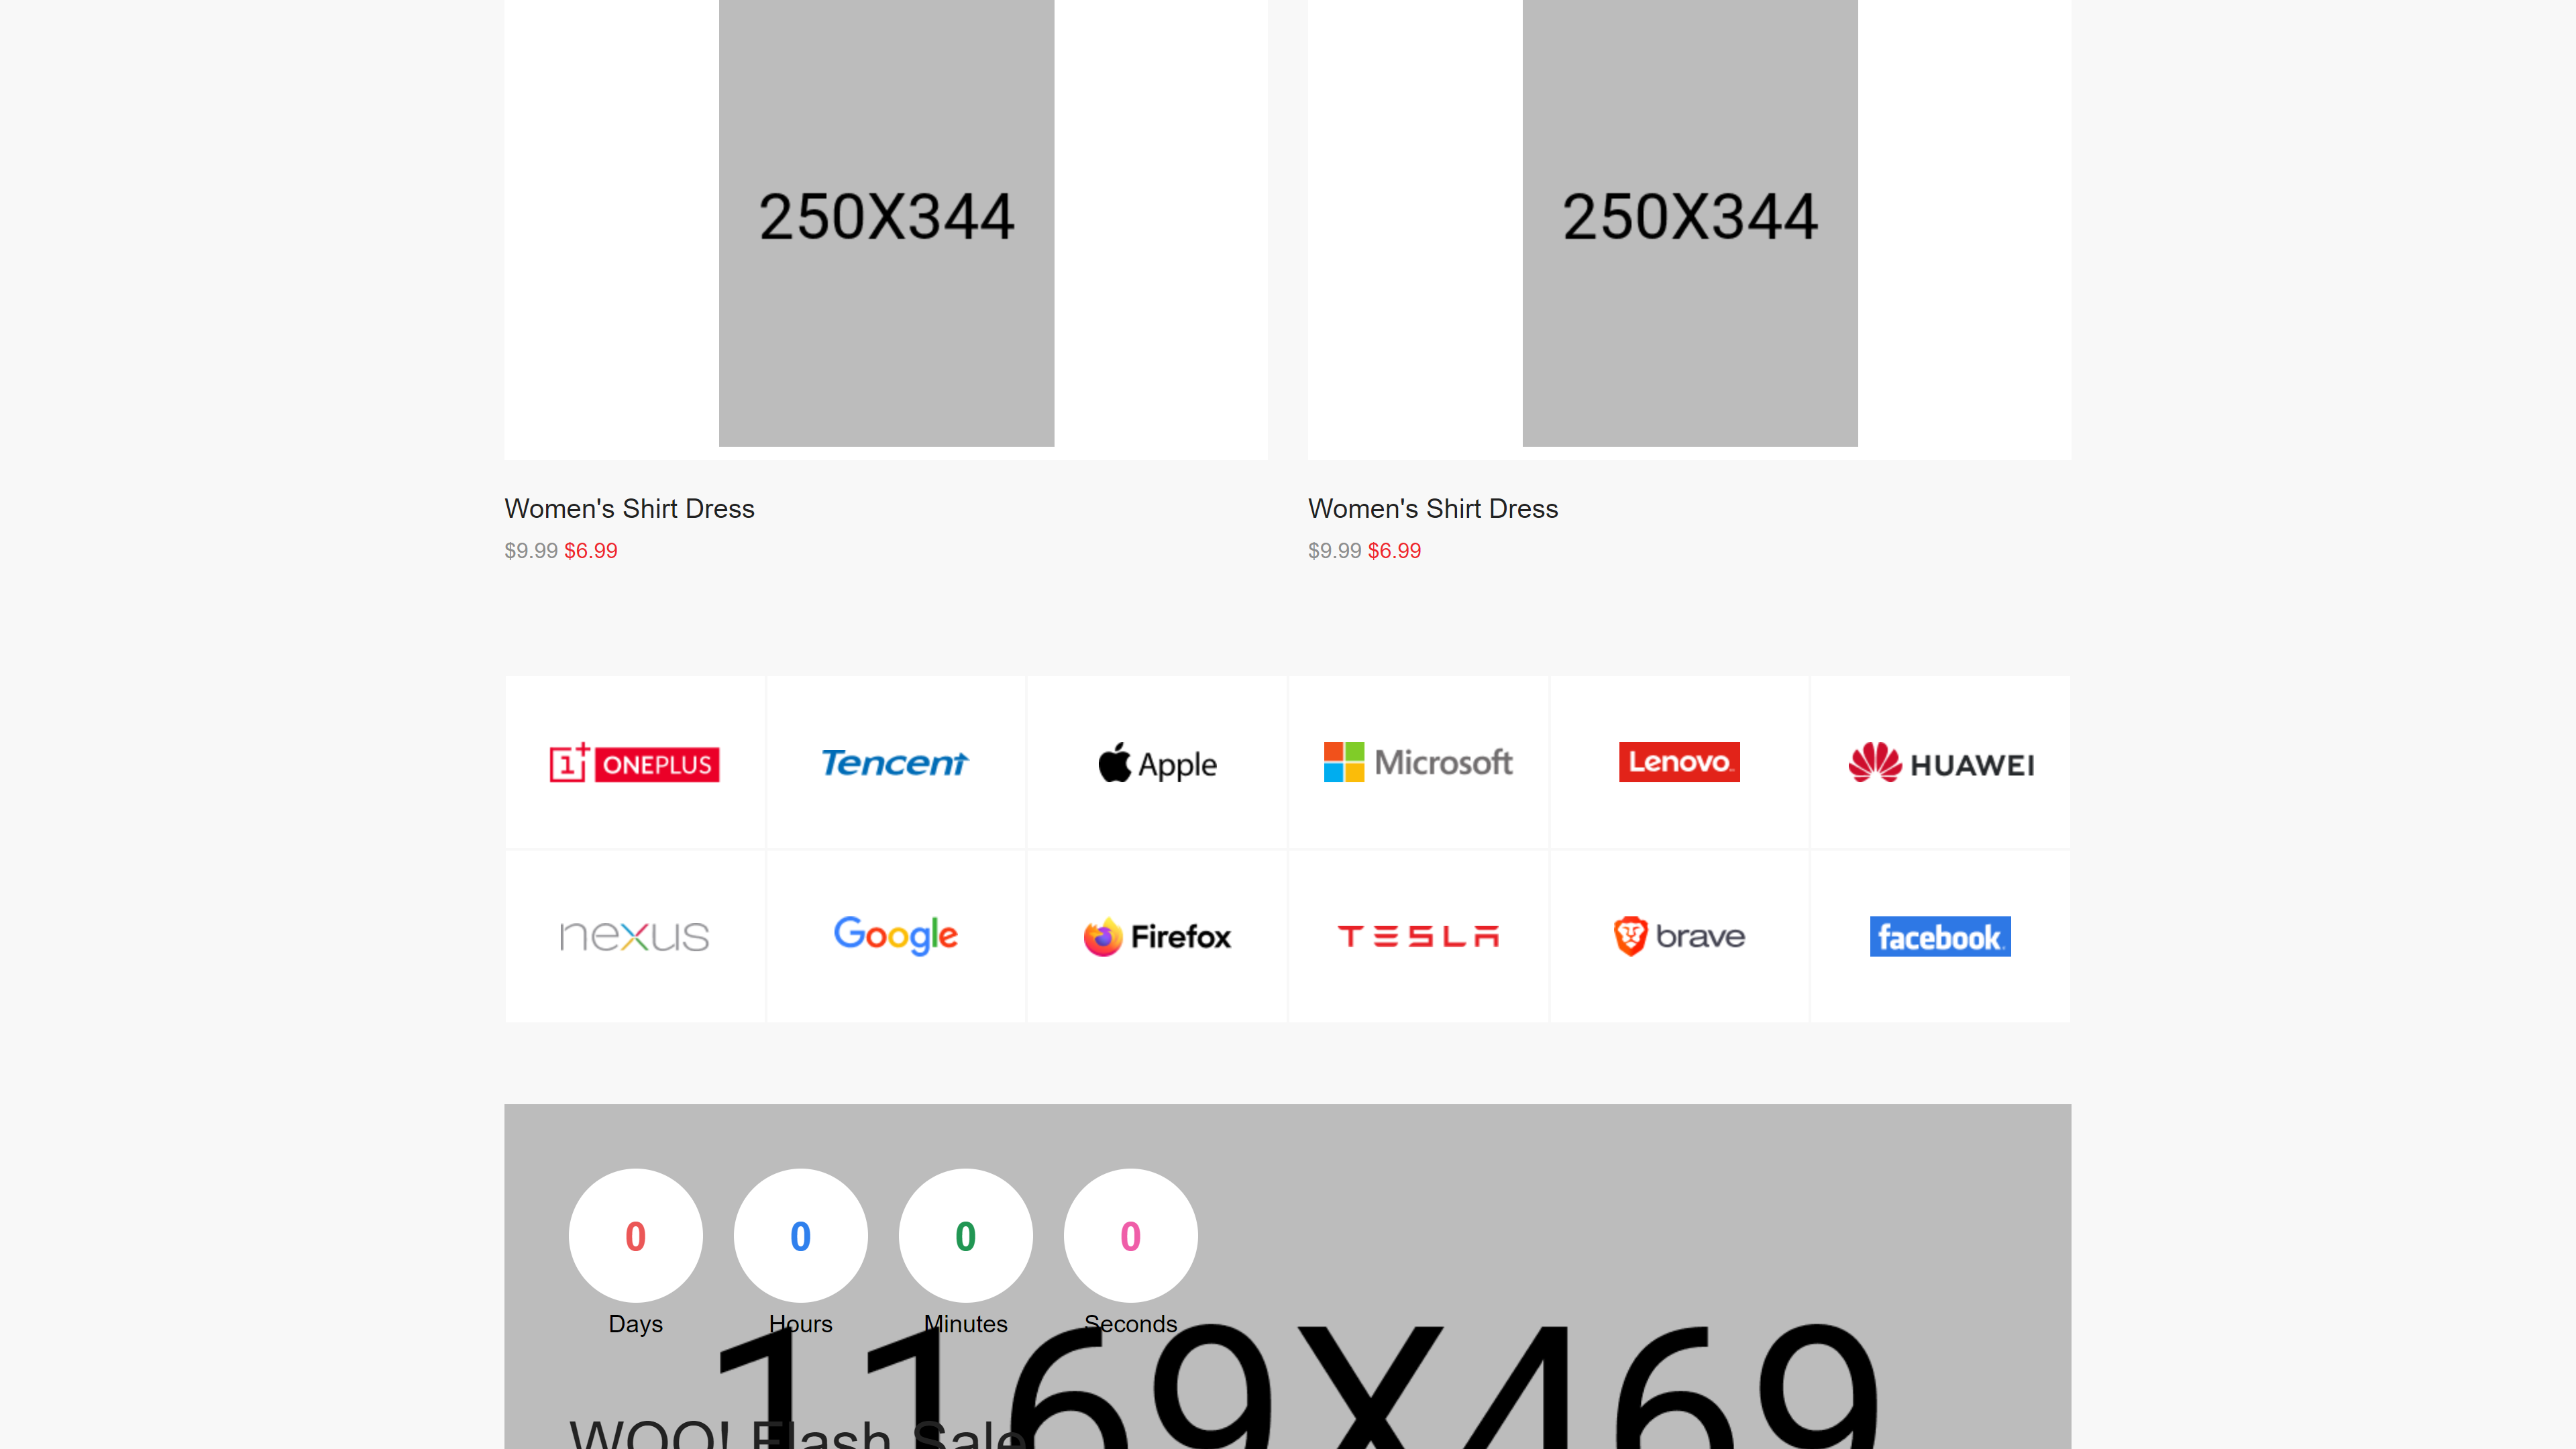 250X344
250X344
Women's Shirt Dress
$9.99 $6.99
Women's Shirt Dress
$9.99 $6.99
1+ ONEPLUS
Tencent
Apple
Microsoft
Lenovo
HUAWEI
nexus
Google
Firefox
TESLA
brave
facebook
0
0
0
0
Days
Hours
Minutes
Seconds
1169X469
WOO! Flash Sale